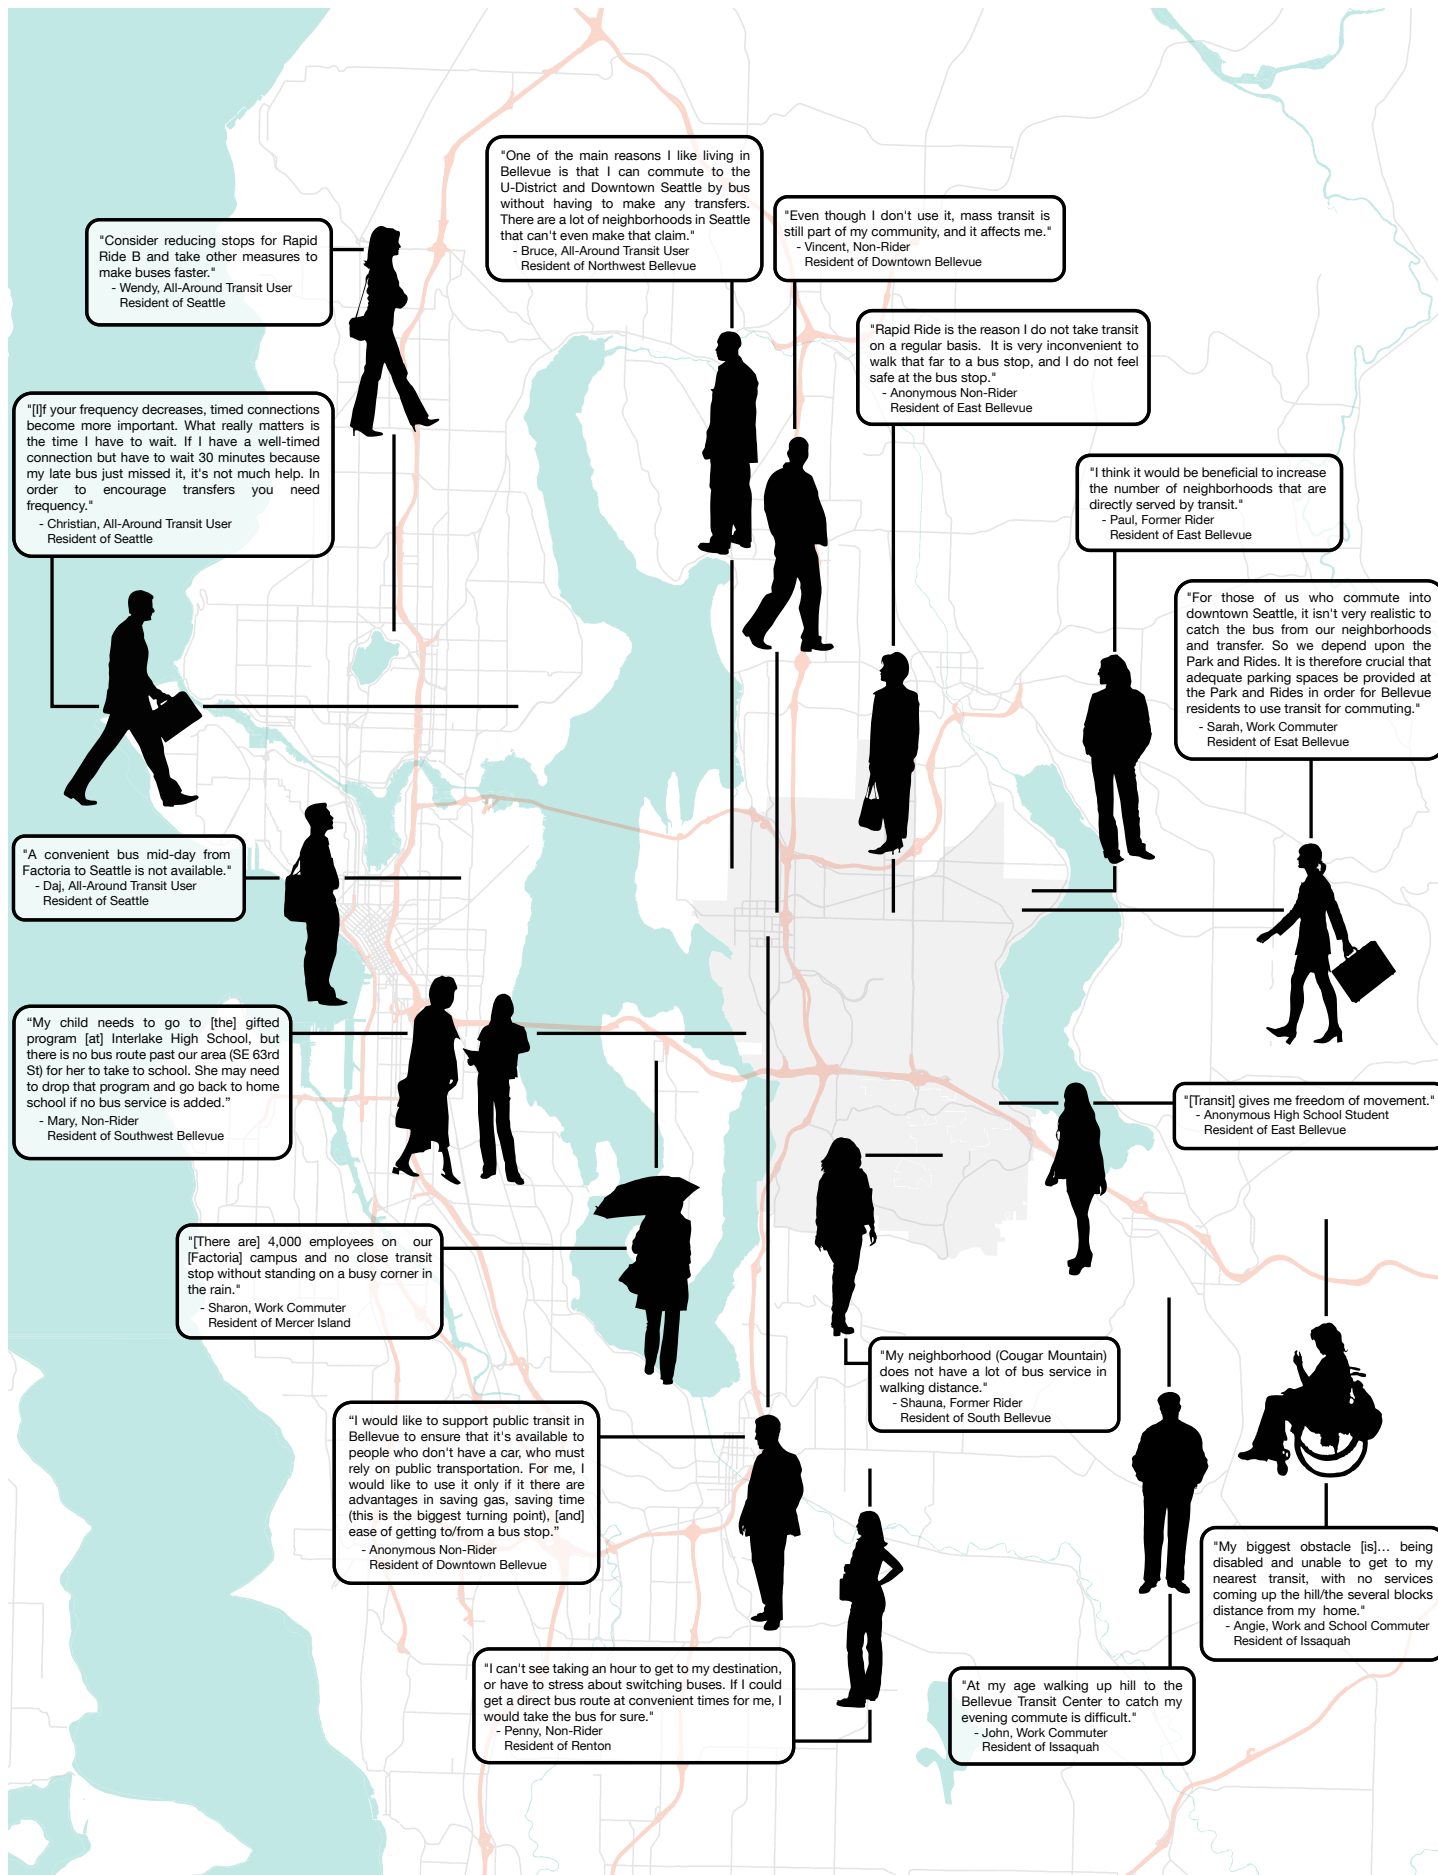 "One of the main reasons I like living in
Bellevue is that I can commute to the
U-District and Downtown Seattle by bus
without having to make any transfers.
There are a lot of neighborhoods in Seattle
that can't even make that claim."
- Bruce, All-Around Transit User
Resident of Northwest Bellevue
"Even though I don't use it, mass transit is
still part of my community, and it affects me."
- Vincent, Non-Rider
Resident of Downtown Bellevue
"Consider reducing stops for Rapid
Ride B and take other measures to
make buses faster."
- Wendy, All-Around Transit User
Resident of Seattle
"Rapid Ride is the reason I do not take transit
on a regular basis. It is very inconvenient to
walk that far to a bus stop, and I do not feel
safe at the bus stop."
- Anonymous Non-Rider
Resident of East Bellevue
"[I]f your frequency decreases, timed connections
become more important. What really matters is
the time I have to wait. If I have a well-timed
connection but have to wait 30 minutes because
my late bus just missed it, it's not much help. In
order to encourage transfers you need
frequency."
- Christian, All-Around Transit User
Resident of Seattle
"I think it would be beneficial to increase
the number of neighborhoods that are
directly served by transit."
- Paul, Former Rider
Resident of East Bellevue
"For those of us who commute into
downtown Seattle, it isn't very realistic to
catch the bus from our neighborhoods
and transfer. So we depend upon the
Park and Rides. It is therefore crucial that
adequate parking spaces be provided at
the Park and Rides in order for Bellevue
residents to use transit for commuting."
- Sarah, Work Commuter
Resident of Esat Bellevue
"A convenient bus mid-day from
Factoria to Seattle is not available."
- Daj, All-Around Transit User
Resident of Seattle
“My child needs to go to [the] gifted
program [at] Interlake High School, but
there is no bus route past our area (SE 63rd
St) for her to take to school. She may need
to drop that program and go back to home
school if no bus service is added.”
- Mary, Non-Rider
Resident of Southwest Bellevue
"[Transit] gives me freedom of movement."
- Anonymous High School Student
Resident of East Bellevue
"[There are] 4,000 employees on our
[Factoria] campus and no close transit
stop without standing on a busy corner in
the rain."
- Sharon, Work Commuter
Resident of Mercer Island
"My neighborhood (Cougar Mountain)
does not have a lot of bus service in
walking distance."
- Shauna, Former Rider
Resident of South Bellevue
“I would like to support public transit in
Bellevue to ensure that it's available to
people who don't have a car, who must
rely on public transportation. For me, I
would like to use it only if it there are
advantages in saving gas, saving time
(this is the biggest turning point), [and]
ease of getting to/from a bus stop.”
- Anonymous Non-Rider
Resident of Downtown Bellevue
"My biggest obstacle [is]... being
disabled and unable to get to my
nearest transit, with no services
coming up the hill/the several blocks
distance from my home."
- Angie, Work and School Commuter
Resident of Issaquah
"I can't see taking an hour to get to my destination,
or have to stress about switching buses. If I could
get a direct bus route at convenient times for me, I
would take the bus for sure."
- Penny, Non-Rider
Resident of Renton
"At my age walking up hill to the
Bellevue Transit Center to catch my
evening commute is difficult."
- John, Work Commuter
Resident of Issaquah